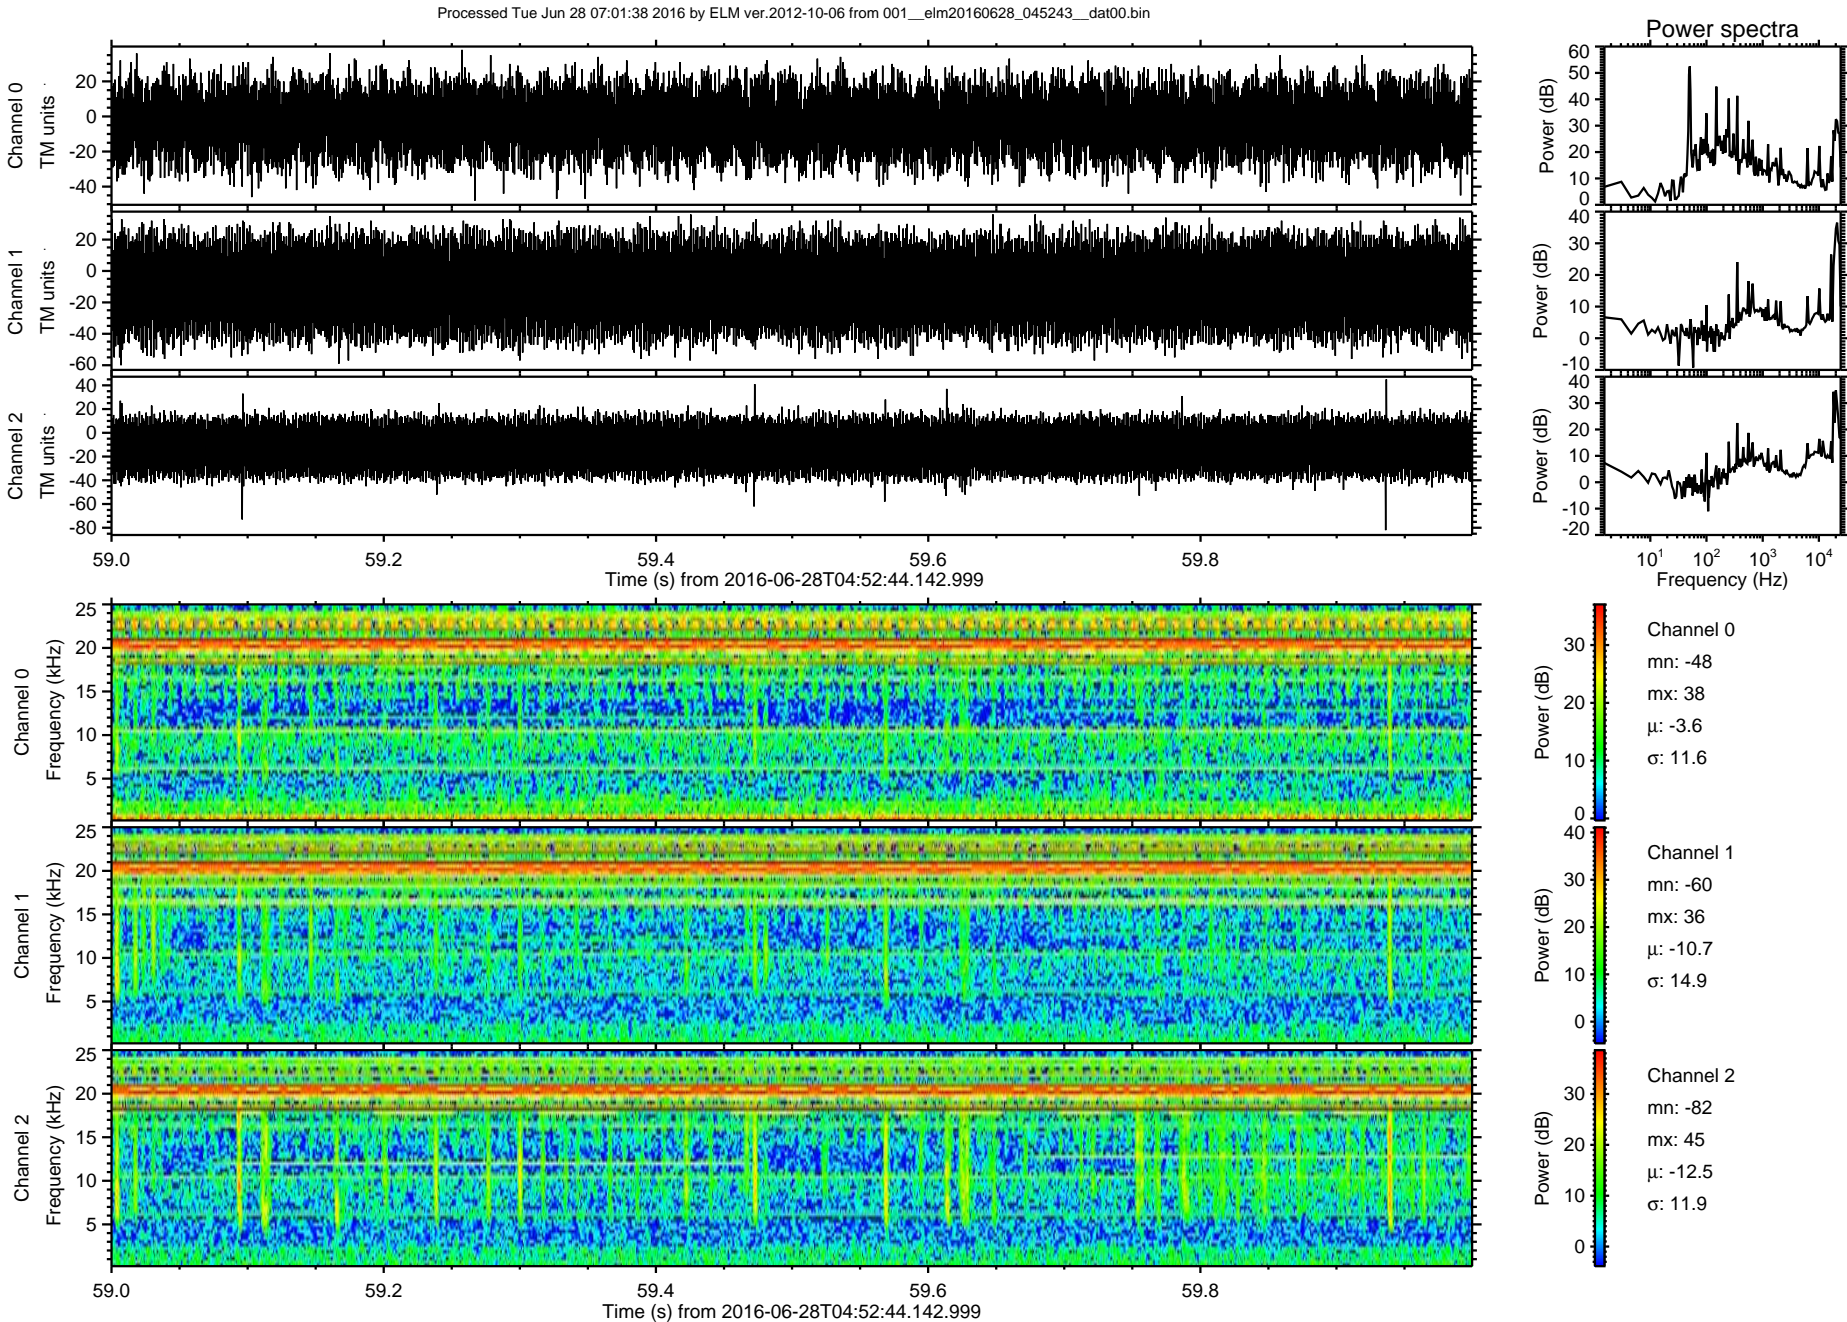 Processed Tue Jun 28 07:01:38 2016 by ELM ver.2012-10-06 from 001__elm20160628_045243__dat00.bin
Power spectra
Channel 0
TM units
20
0
-20
-40
Power (dB)
60
50
40
30
20
10
0
Channel 1
TM units
20
0
-20
-40
-60
Power (dB)
40
30
20
10
0
-10
Channel 2
TM units
40
20
0
-20
-40
-60
-80
Power (dB)
40
30
20
10
0
-10
-20
59.0 59.2 59.4 59.6 59.8
Time (s) from 2016-06-28T04:52:44.142.999
10^1 10^2 10^3 10^4
Frequency (Hz)
Channel 0
Frequency (kHz)
25
20
15
10
5
Power (dB)
30
20
10
0
Channel 0
mn: -48
mx: 38
μ: -3.6
σ: 11.6
Channel 1
Frequency (kHz)
25
20
15
10
5
Power (dB)
40
30
20
10
0
Channel 1
mn: -60
mx: 36
μ: -10.7
σ: 14.9
Channel 2
Frequency (kHz)
25
20
15
10
5
Power (dB)
30
20
10
0
Channel 2
mn: -82
mx: 45
μ: -12.5
σ: 11.9
59.0 59.2 59.4 59.6 59.8
Time (s) from 2016-06-28T04:52:44.142.999